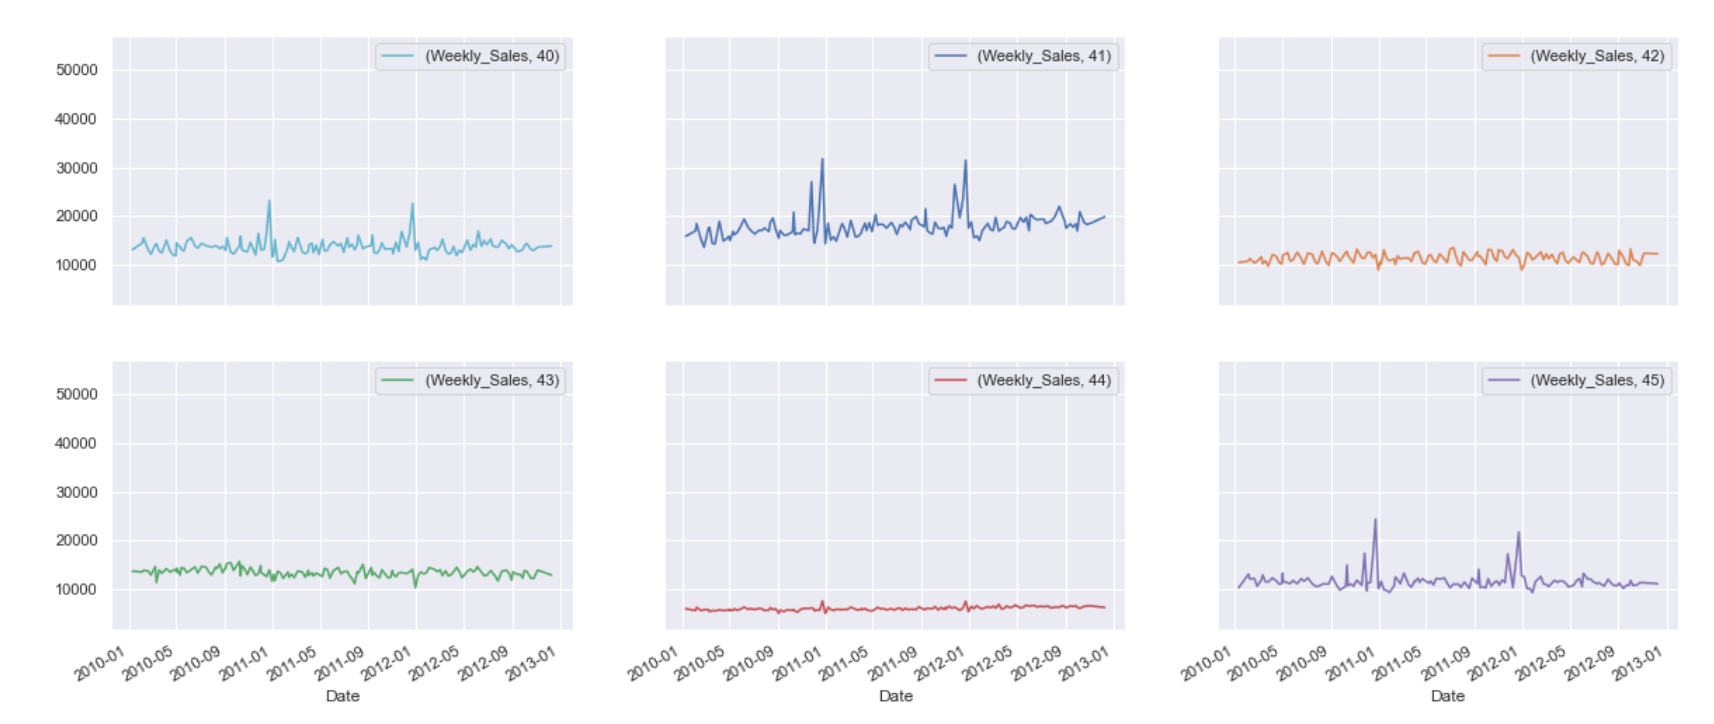 (Weekly_Sales, 40)
(Weekly_Sales, 41)
(Weekly_Sales, 42)
50000
40000
30000
20000
10000
(Weekly_Sales, 43)
(Weekly_Sales, 44)
(Weekly_Sales, 45)
50000
40000
30000
20000
10000
2010-01 2010-05 2010-09 2011-01 2011-05 2011-09 2012-01 2012-05 2012-09 2013-01
2010-01 2010-05 2010-09 2011-01 2011-05 2011-09 2012-01 2012-05 2012-09 2013-01
2010-01 2010-05 2010-09 2011-01 2011-05 2011-09 2012-01 2012-05 2012-09 2013-01
Date
Date
Date